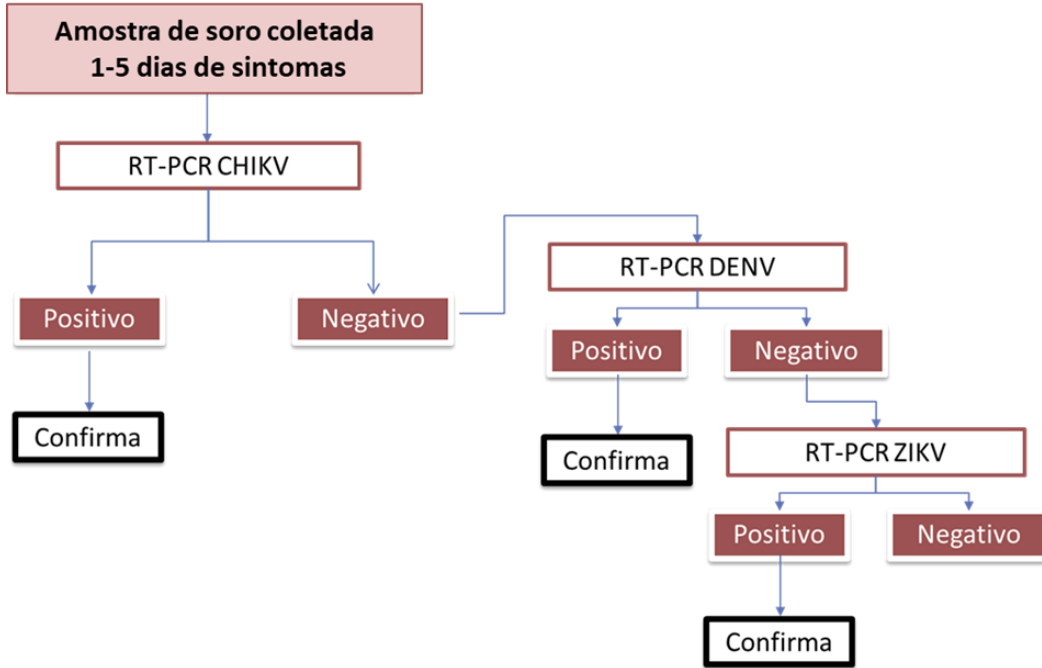 Amostra de soro coletada
1-5 dias de sintomas
RT-PCR CHIKV
Positivo
Negativo
Confirma
RT-PCR DENV
Positivo
Negativo
Confirma
RT-PCR ZIKV
Positivo
Negativo
Confirma